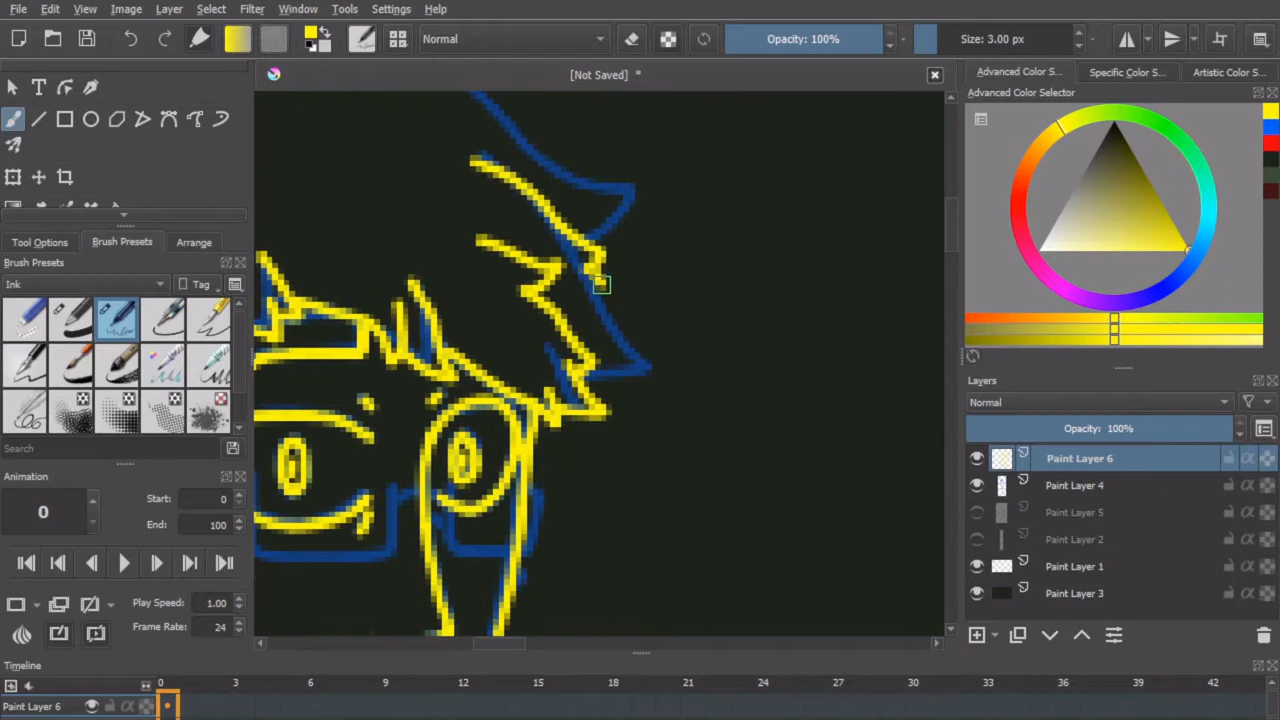 File Edit View Image Layer Select Filter Window Tools Settings Help
Normal Opacity: 100% Size: 3.00 px
[Not Saved] *
Advanced Color S... Specific Color S... Artistic Color S...
Advanced Color Selector
Tool Options Brush Presets Arrange
Brush Presets
Ink Tag
Search
Animation
0
Start: 0
End: 100
Play Speed: 1.00
Frame Rate: 24
Layers
Normal
Opacity: 100%
Paint Layer 6
Paint Layer 4
Paint Layer 5
Paint Layer 2
Paint Layer 1
Paint Layer 3
Timeline
0 3 6 9 12 15 18 21 24 27 30 33 36 39 42
Paint Layer 6